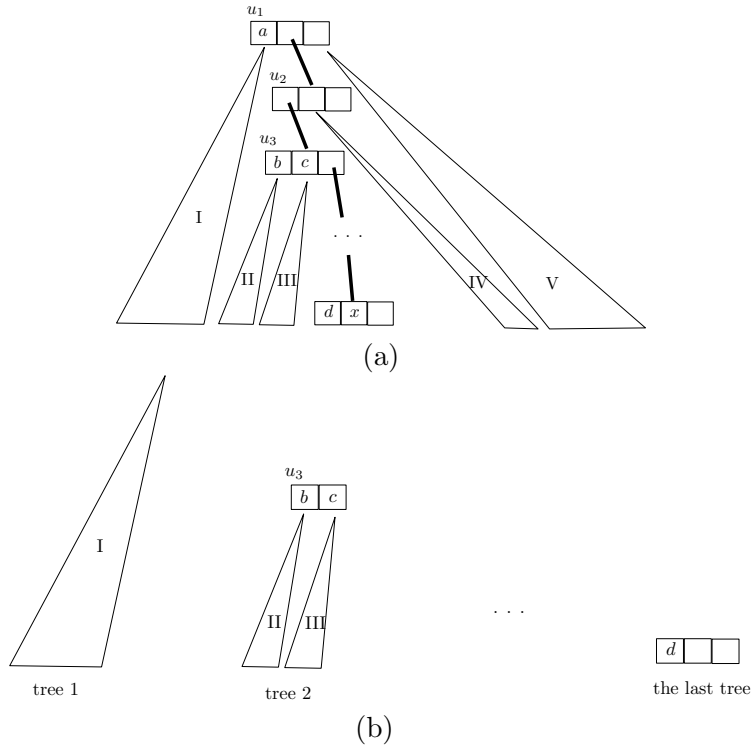 u1
a
u2
u3
b c
I
. . .
II III IV V
d x
(a)
u3
b c
I
. . .
II III
d
tree 1 tree 2 the last tree
(b)